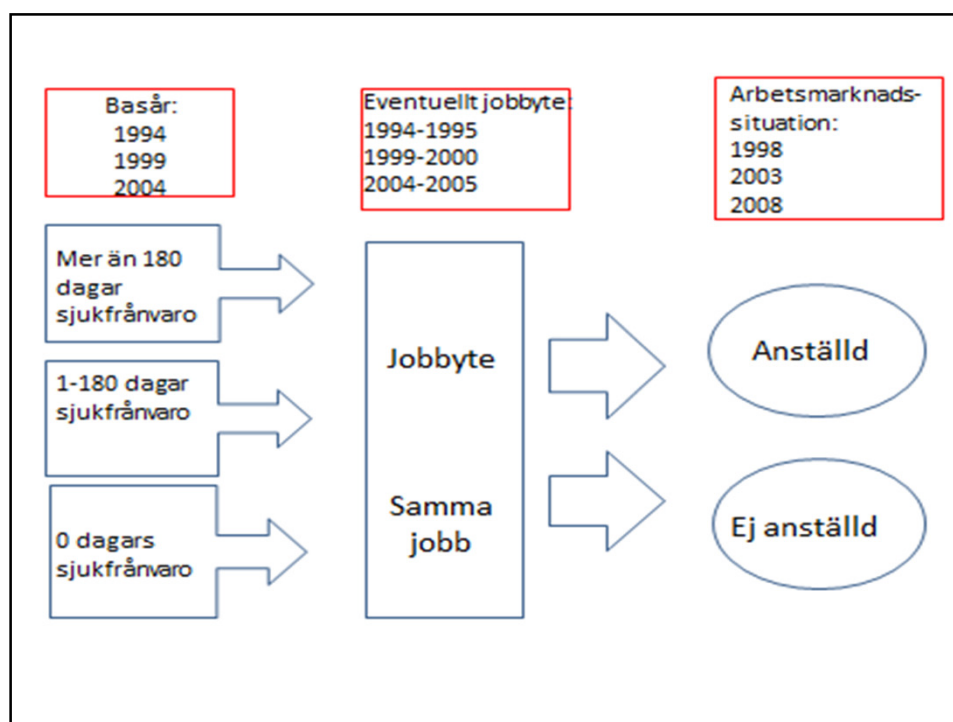 Basår:
1994
1999
2004
Eventuellt jobbyte:
1994-1995
1999-2000
2004-2005
Arbetsmarknads-
situation:
1998
2003
2008
Mer än 180
dagar
sjukfrånvaro
1-180 dagar
sjukfrånvaro
0 dagars
sjukfrånvaro
Jobbyte
Samma
jobb
Anställd
Ej anställd